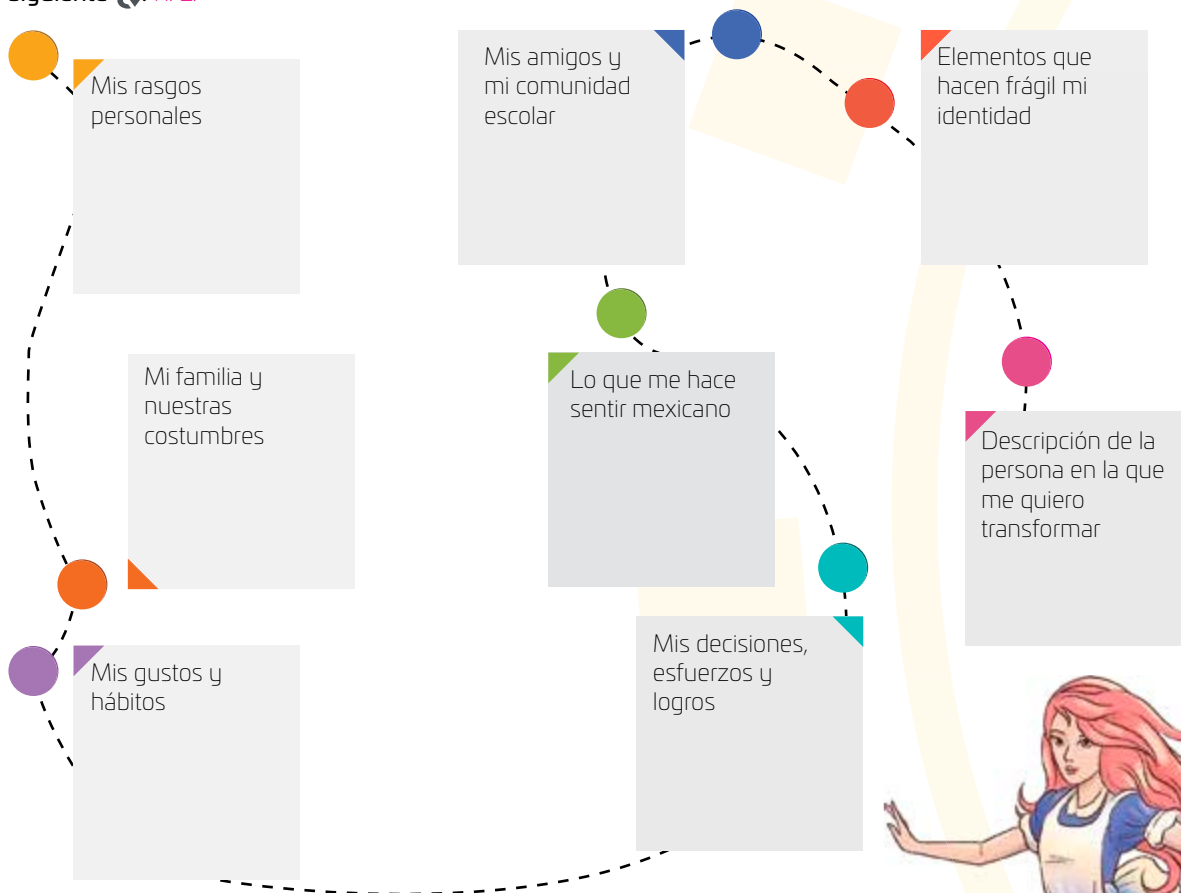 Mis rasgos
personales
Mi familia y
nuestras
costumbres
Mis gustos y
hábitos
Mis decisiones,
esfuerzos y
logros
Lo que me hace
sentir mexicano
Mis amigos y
mi comunidad
escolar
Elementos que
hacen frágil mi
identidad
Descripción de la
persona en la que
me quiero
transformar